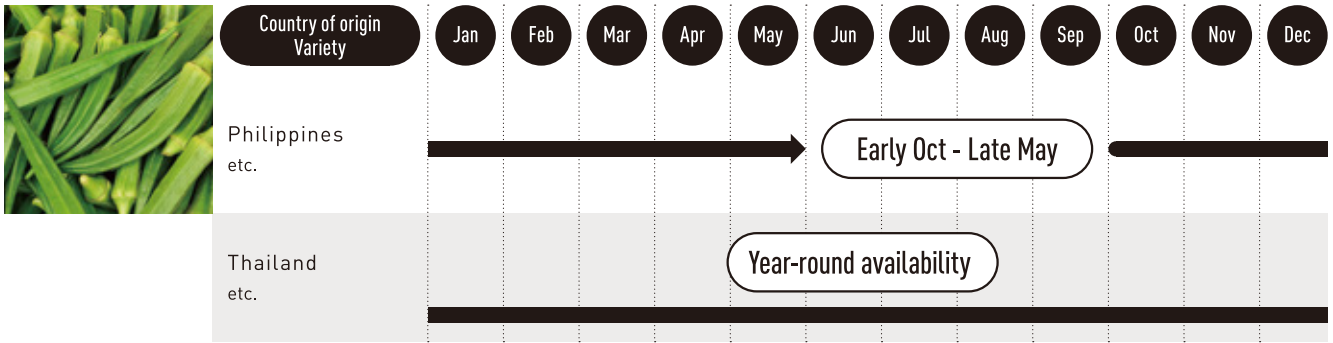 Country of origin
Variety
Jan
Feb
Mar
Apr
May
Jun
Jul
Aug
Sep
Oct
Nov
Dec
Philippines
etc.
Early Oct - Late May
Thailand
etc.
Year-round availability